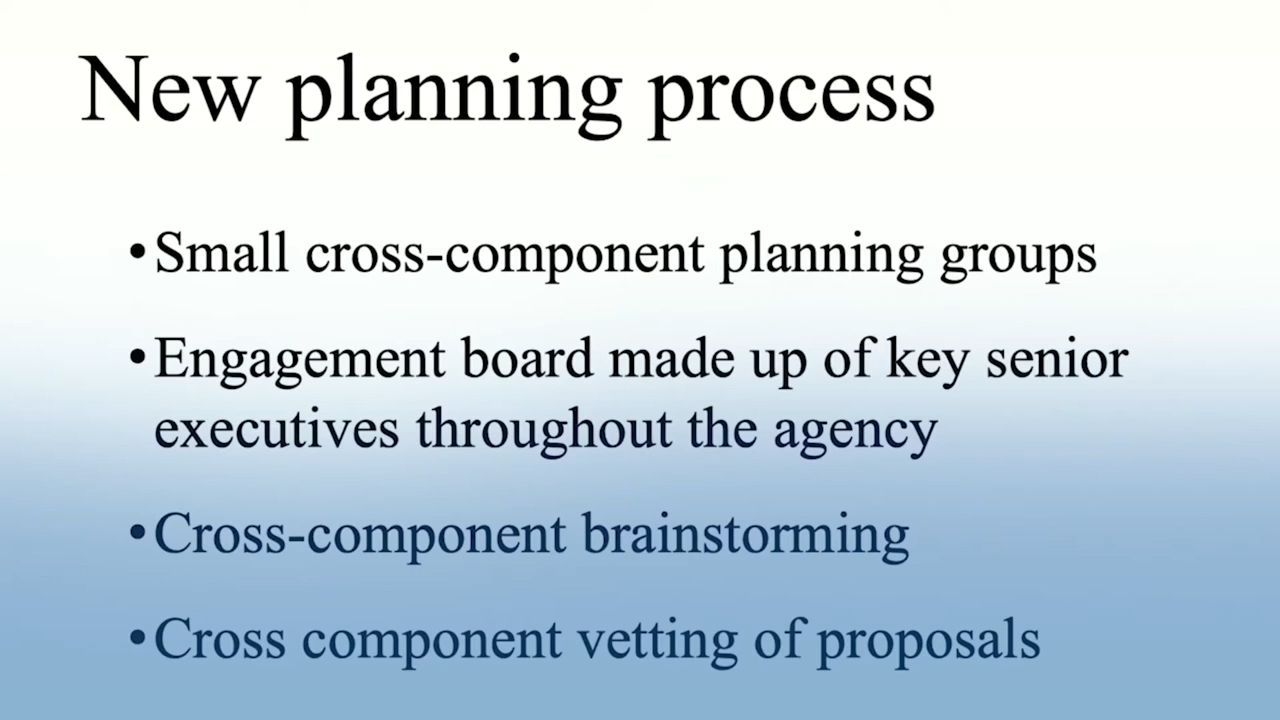 New planning process
•Small cross-component planning groups
•Engagement board made up of key senior
executives throughout the agency
•Cross-component brainstorming
•Cross component vetting of proposals